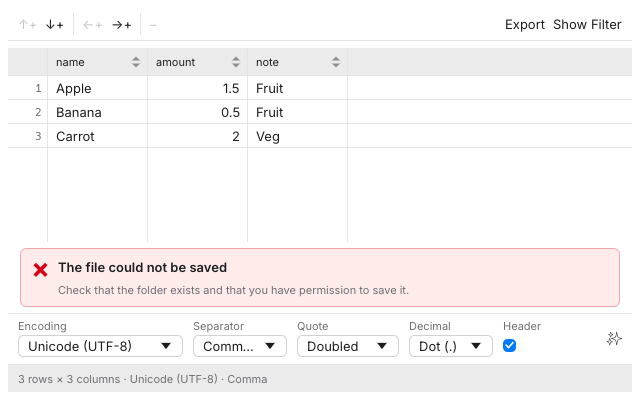 ↑+ ↓+ ←+ →+ − Export Show Filter
name amount note
1 Apple 1.5 Fruit
2 Banana 0.5 Fruit
3 Carrot 2 Veg
The file could not be saved
Check that the folder exists and that you have permission to save it.
Encoding Separator Quote Decimal Header
Unicode (UTF-8) Comm... Doubled Dot (.)
3 rows × 3 columns · Unicode (UTF-8) · Comma